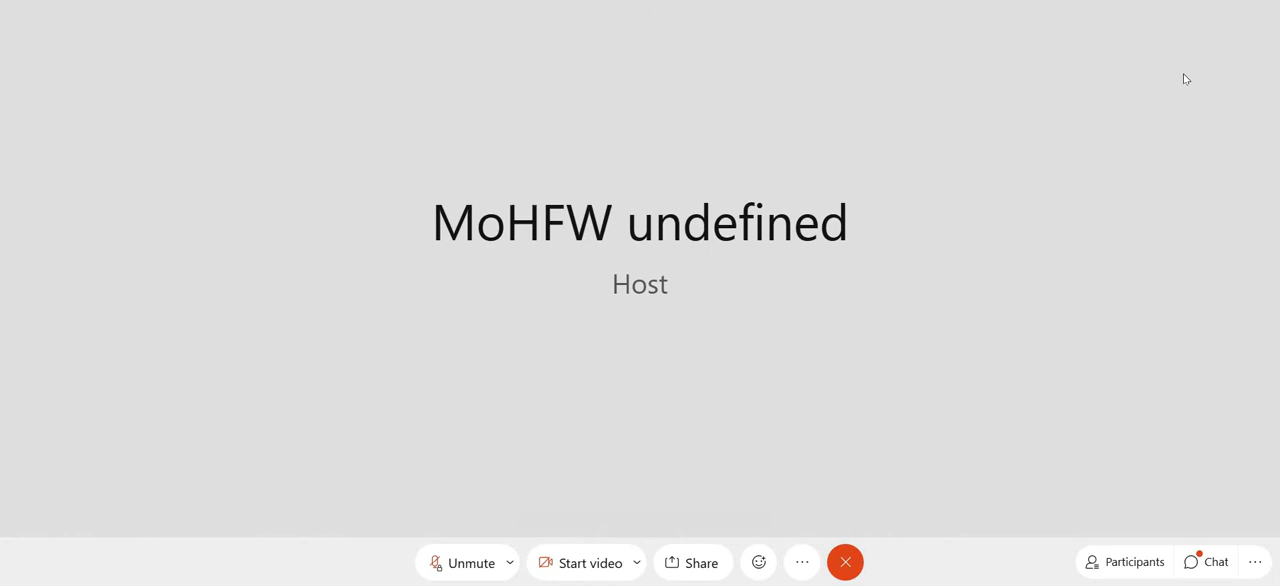 MoHFW undefined
Host
Unmute
Start video
Share
Participants
Chat